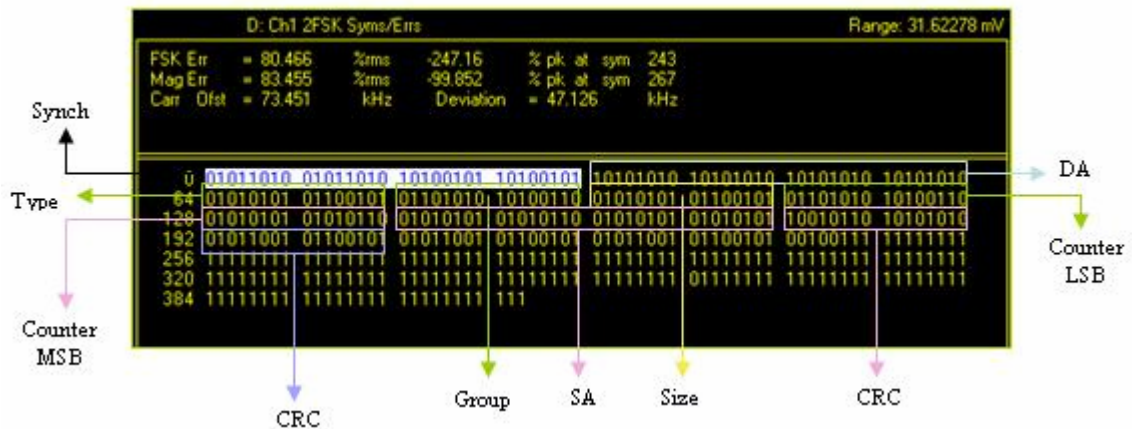 D: Ch1 2FSK Syms/Errs Range: 31.62278 mV
FSK Err = 80.466 %rms -247.16 % pk at sym 243
Mag Err = 83.455 %rms -99.852 % pk at sym 267
Carr Ofst = 73.451 kHz Deviation = 47.126 kHz
Synch
0 01011010 01011010 10100101 10100101 10101010 10101010 10101010 10101010
DA
Type
64 01010101 01100101 01100101 10100110 01010101 01100101 01010110 10100110
128 01010101 01010110 01010101 01010110 01010101 01010101 10010110 10101010
192 01011001 01100101 01011001 01100101 01011001 01100101 00100111 11111111
256 11111111 11111111 11111111 11111111 11111111 11111111 11111111 11111111
320 11111111 11111111 11111111 11111111 11111111 01111111 11111111 11111111
384 11111111 11111111 11111111 111
Counter
LSB
Counter
MSB
CRC
Group
SA
Size
CRC